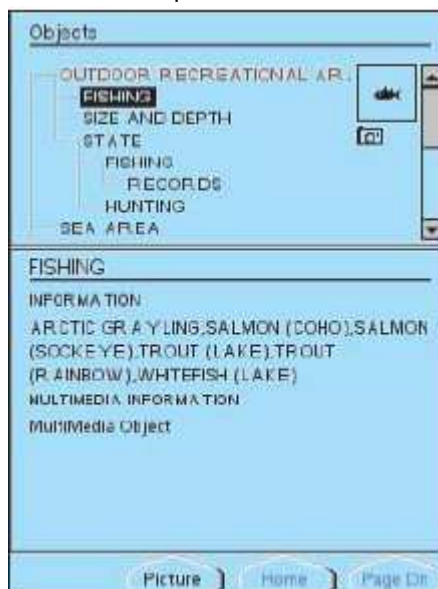 Objects
OUTDOOR RECREATIONAL AR.
FISHING
SIZE AND DEPTH
STATE
FISHING
RECORDS
HUNTING
SEA AREA
FISHING
INFORMATION
ARCTIC GRAYLING,SALMON (COHO),SALMON
(SOCKEYE),TROUT (LAKE),TROUT
(RAINBOW),WHITEFISH (LAKE)
MULTIMEDIA INFORMATION
MultiMedia Object
Picture Home Page Dn